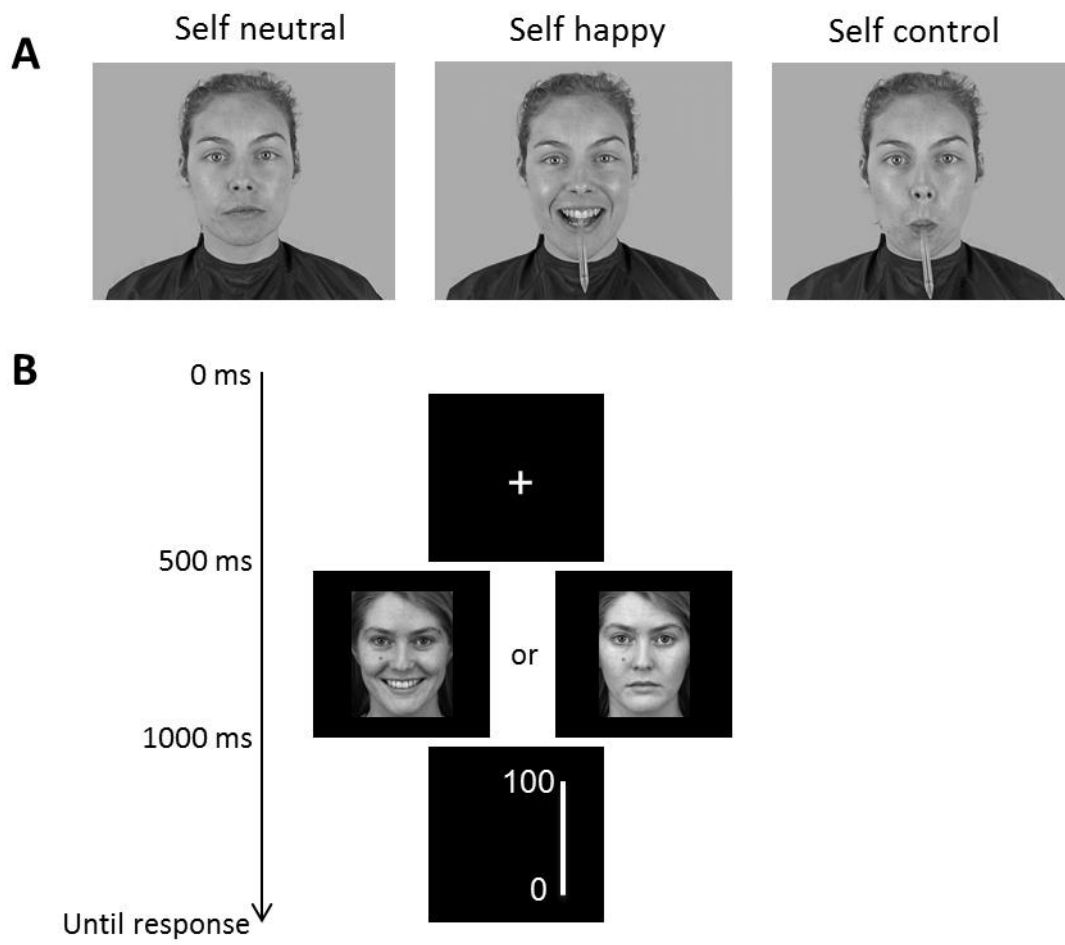 A
Self neutral
Self happy
Self control
B
0 ms
+
500 ms
or
1000 ms
100
0
Until response